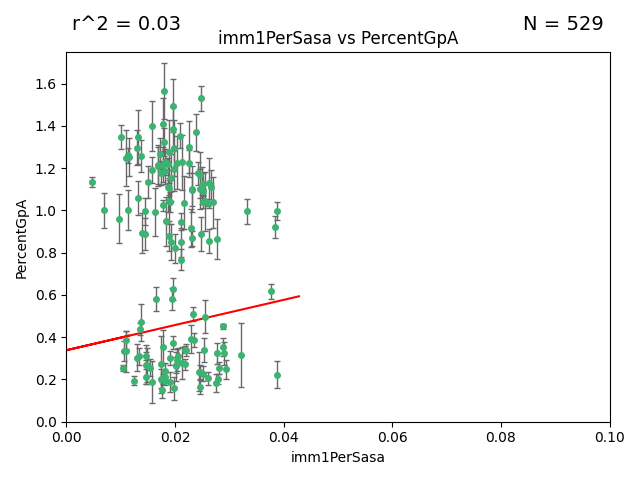 r^2 = 0.03
N = 529
imm1PerSasa vs PercentGpA
PercentGpA
1.6
1.4
1.2
1.0
0.8
0.6
0.4
0.2
0.0
0.00 0.02 0.04 0.06 0.08 0.10
imm1PerSasa